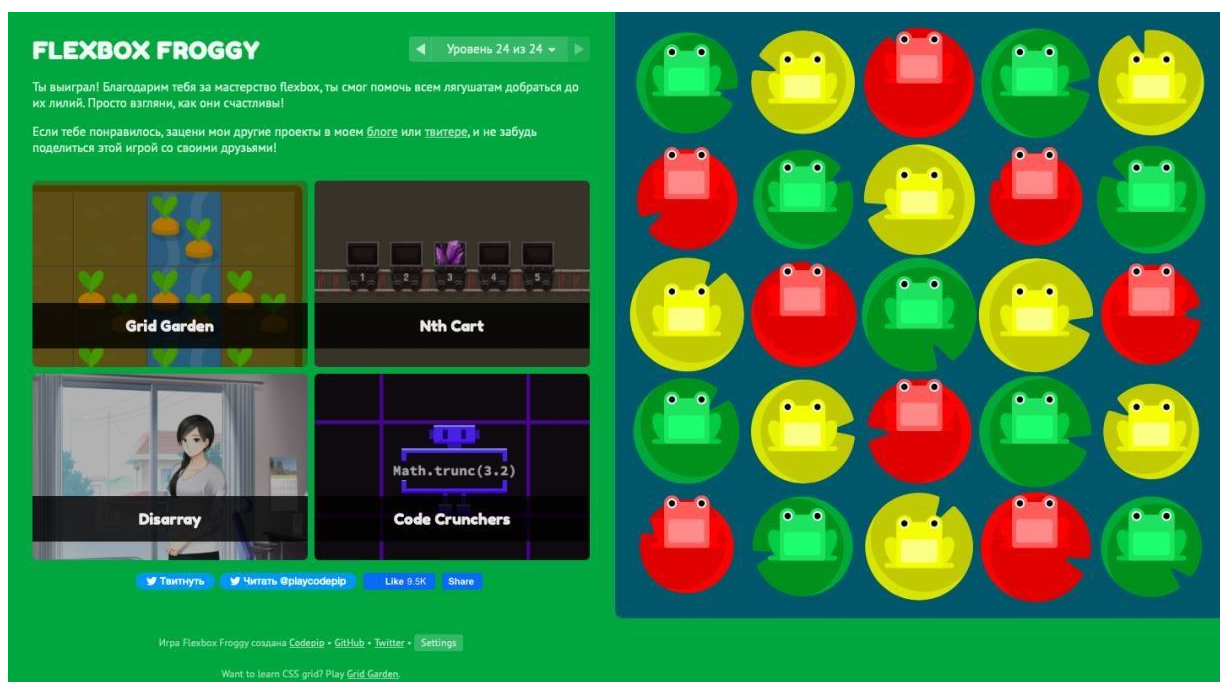 FLEXBOX FROGGY
Уровень 24 из 24
Ты выиграл! Благодарим тебя за мастерство flexbox, ты смог помочь всем лягушатам добраться до
их лилий. Просто взгляни, как они счастливы!
Если тебе понравилось, зацени мои другие проекты в моем блоге или твитере, и не забудь
поделиться этой игрой со своими друзьями!
Grid Garden
1 2 3 4 5
Nth Cart
Disarray
Math.trunc(3.2)
Code Crunchers
Твитнуть
Читать @playcodepip
Like 9.5K
Share
Игра Flexbox Froggy создана Codepip • GitHub • Twitter • Settings
Want to learn CSS grid? Play Grid Garden.